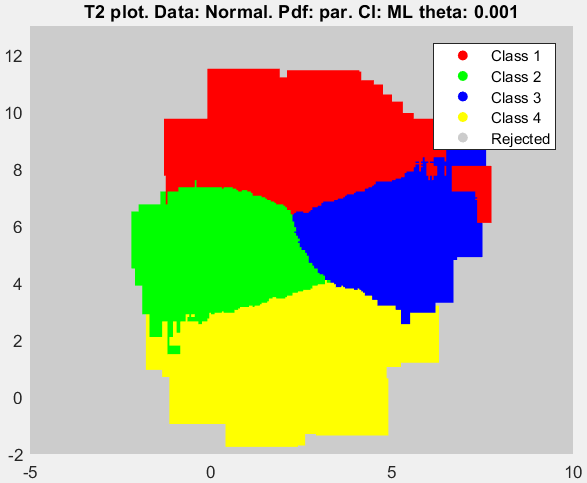 T2 plot. Data: Normal. Pdf: par. Cl: ML theta: 0.001
12
10
8
6
4
2
0
-2
-5
0
5
10
Class 1
Class 2
Class 3
Class 4
Rejected